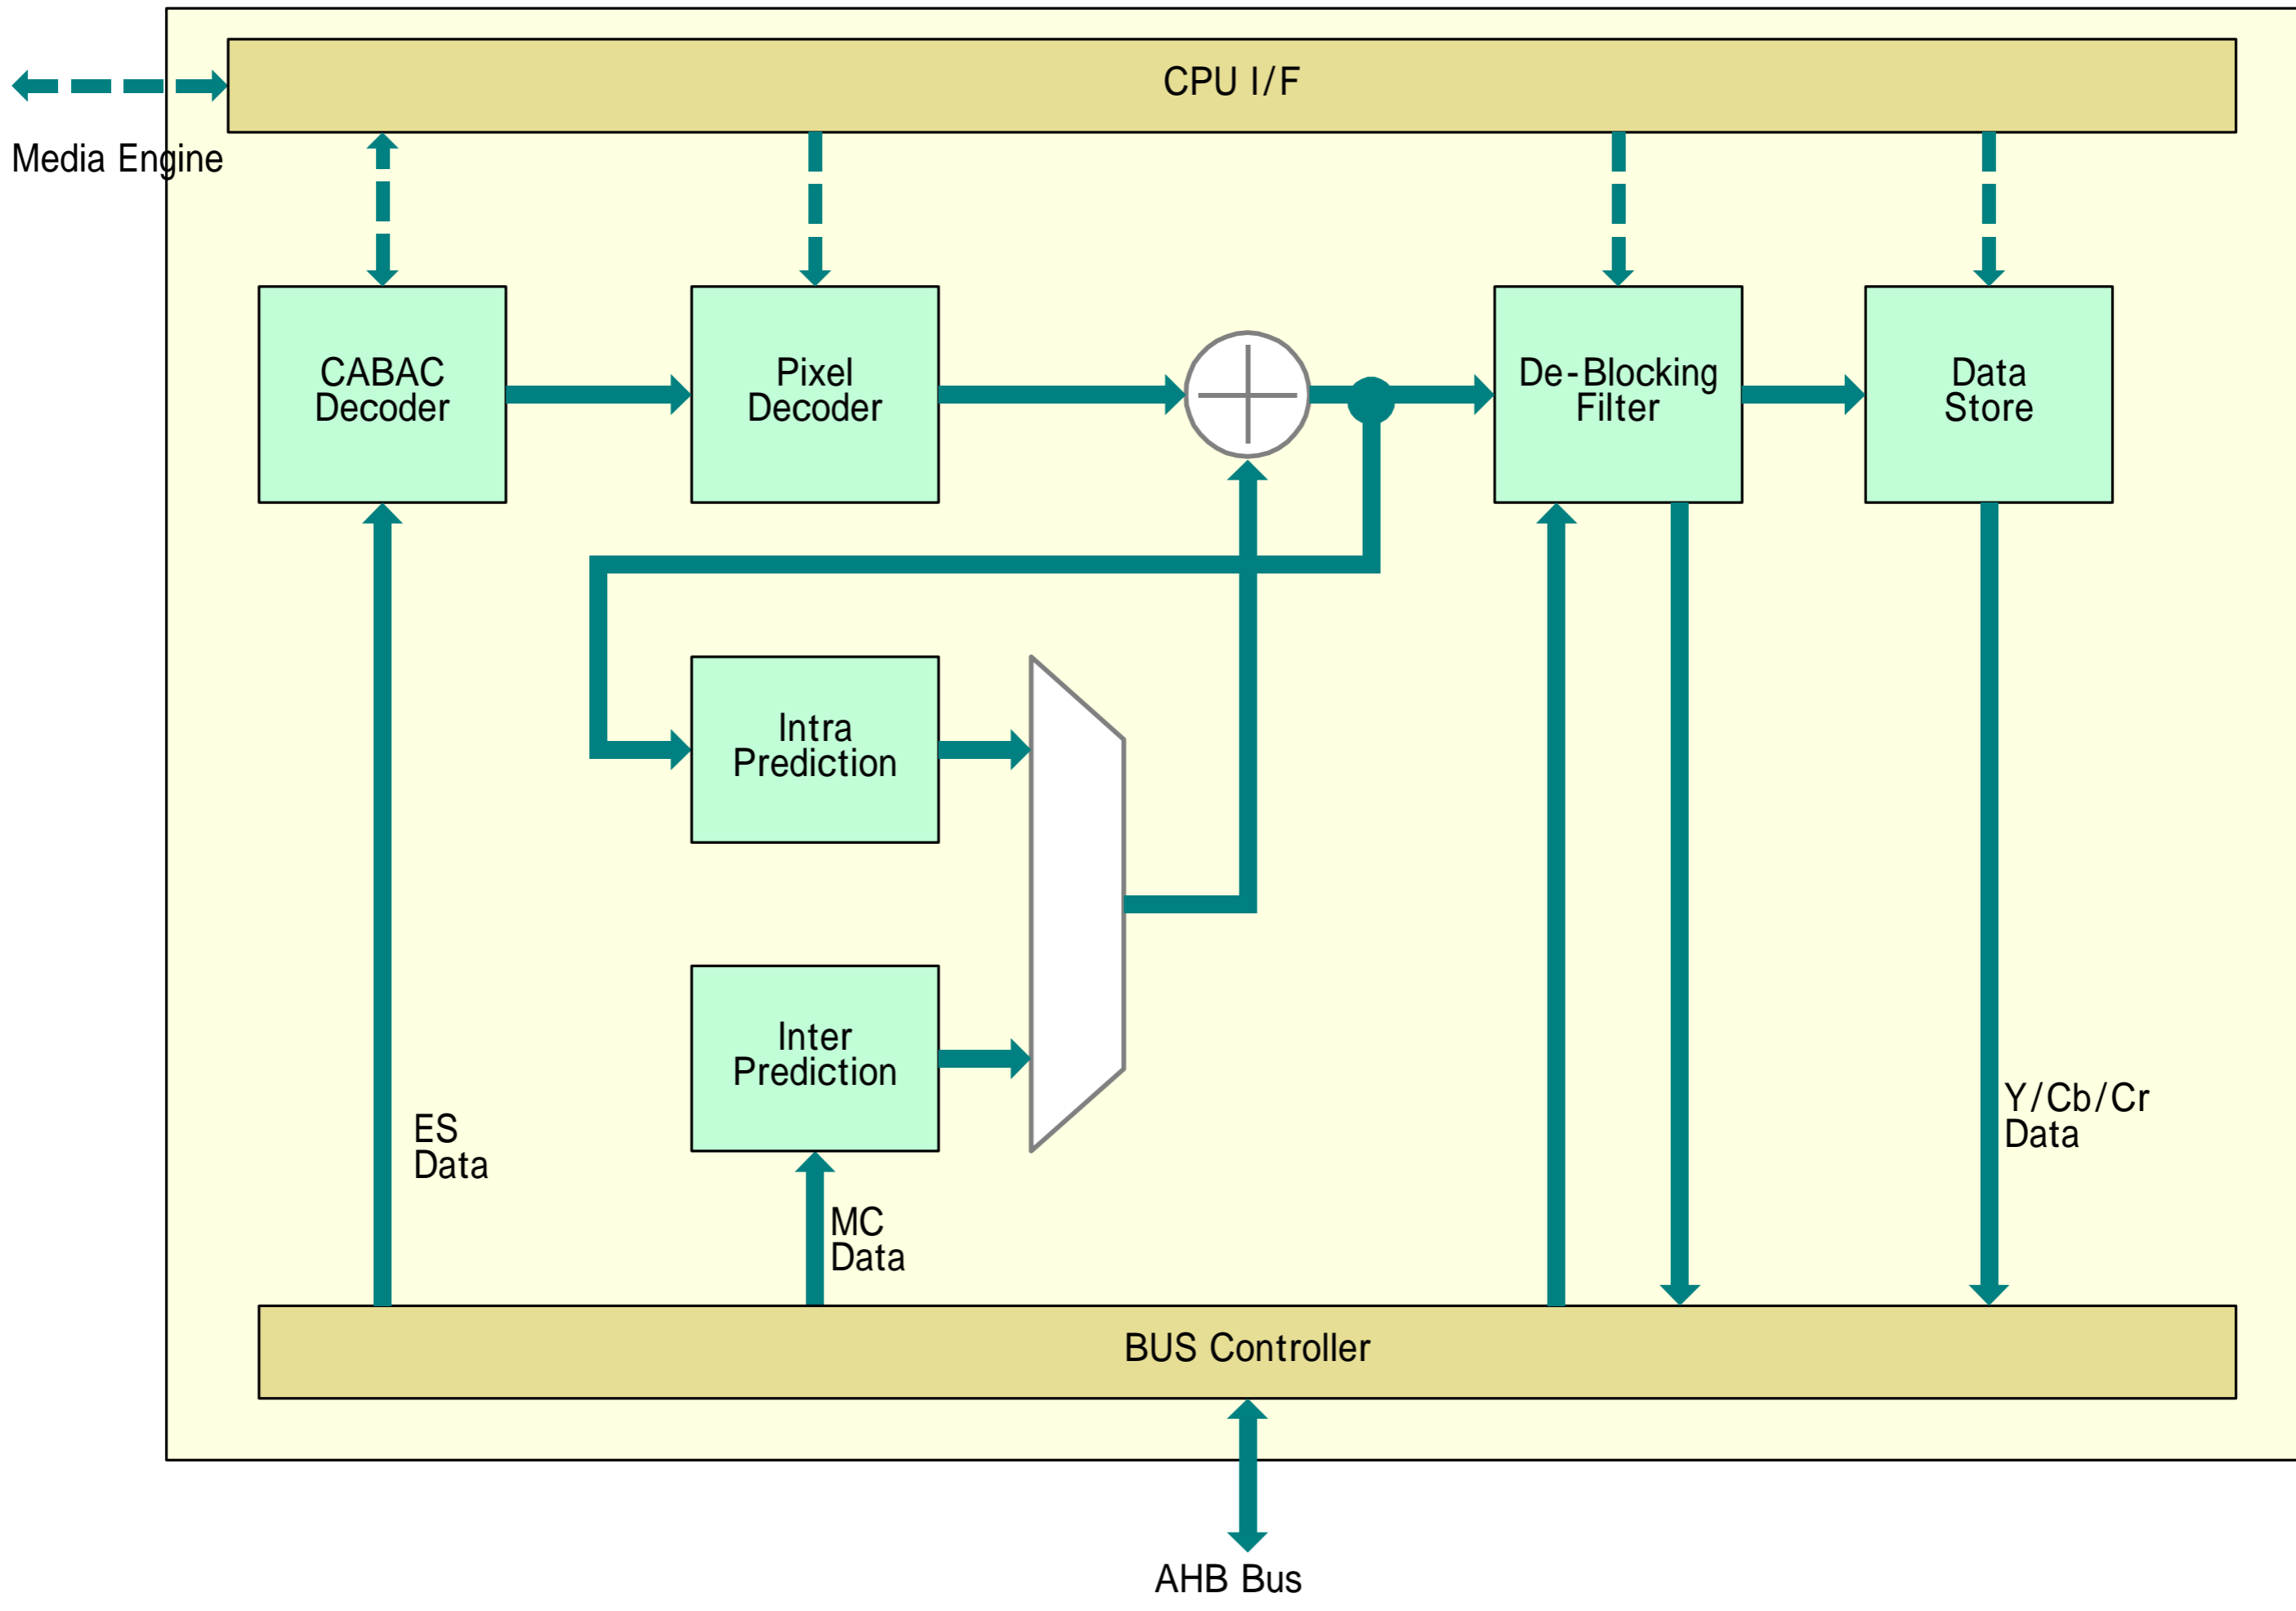 CPU I/F
Media Engine
CABAC
Decoder
Pixel
Decoder
De-Blocking
Filter
Data
Store
Intra
Prediction
Inter
Prediction
ES
Data
MC
Data
Y/Cb/Cr
Data
BUS Controller
AHB Bus